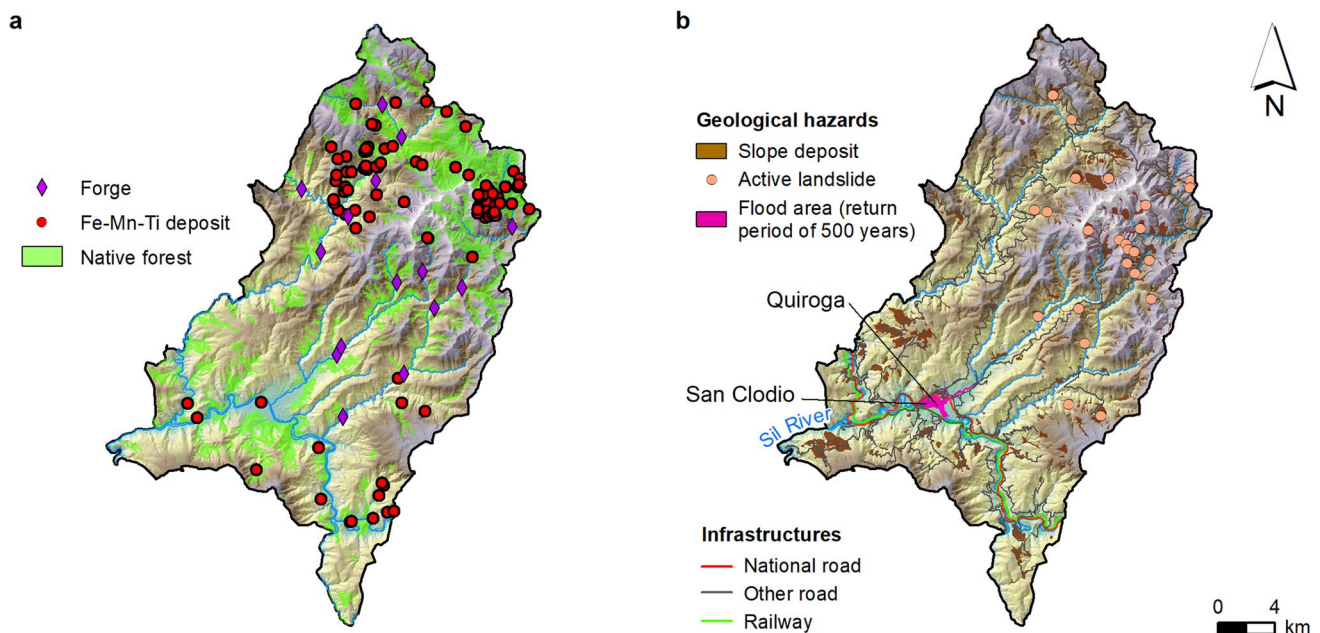 a
Forge
Fe-Mn-Ti deposit
Native forest
b
N
Geological hazards
Slope deposit
Active landslide
Flood area (return
period of 500 years)
Quiroga
San Clodio
Sil River
Infrastructures
National road
Other road
Railway
0 4
km